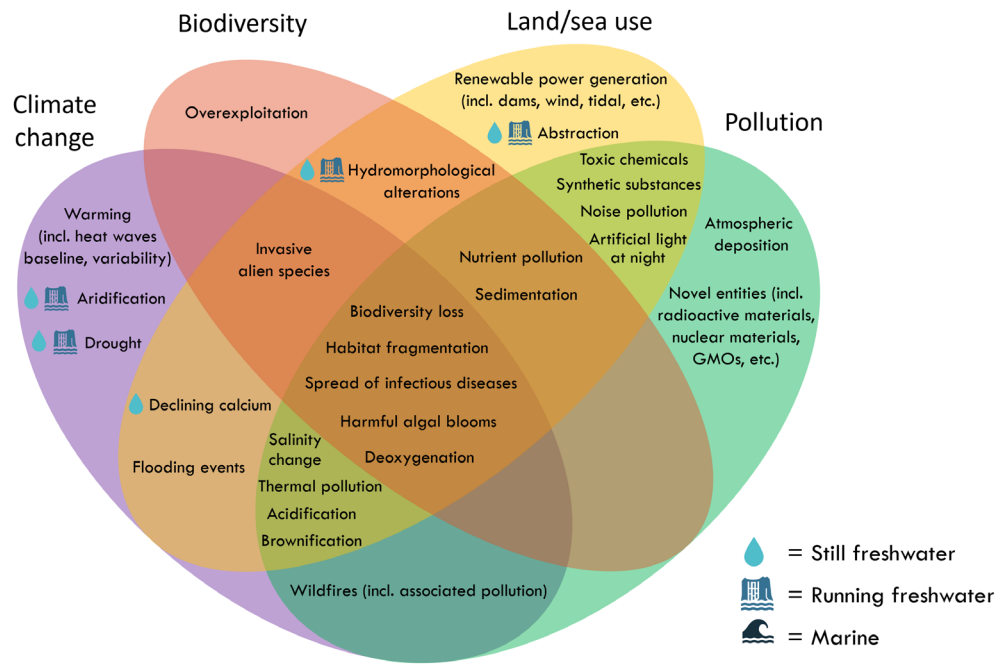 Biodiversity
Land/sea use
Climate
change
Pollution
Overexploitation
Renewable power generation
(incl. dams, wind, tidal, etc.)
Abstraction
Hydromorphological
alterations
Toxic chemicals
Synthetic substances
Noise pollution
Artificial light
at night
Atmospheric
deposition
Warming
(incl. heat waves
baseline, variability)
Aridification
Drought
Invasive
alien species
Nutrient pollution
Sedimentation
Novel entities (incl.
radioactive materials,
nuclear materials,
GMOs, etc.)
Biodiversity loss
Habitat fragmentation
Spread of infectious diseases
Harmful algal blooms
Deoxygenation
Declining calcium
Flooding events
Salinity
change
Thermal pollution
Acidification
Brownification
Wildfires (incl. associated pollution)
= Still freshwater
= Running freshwater
= Marine